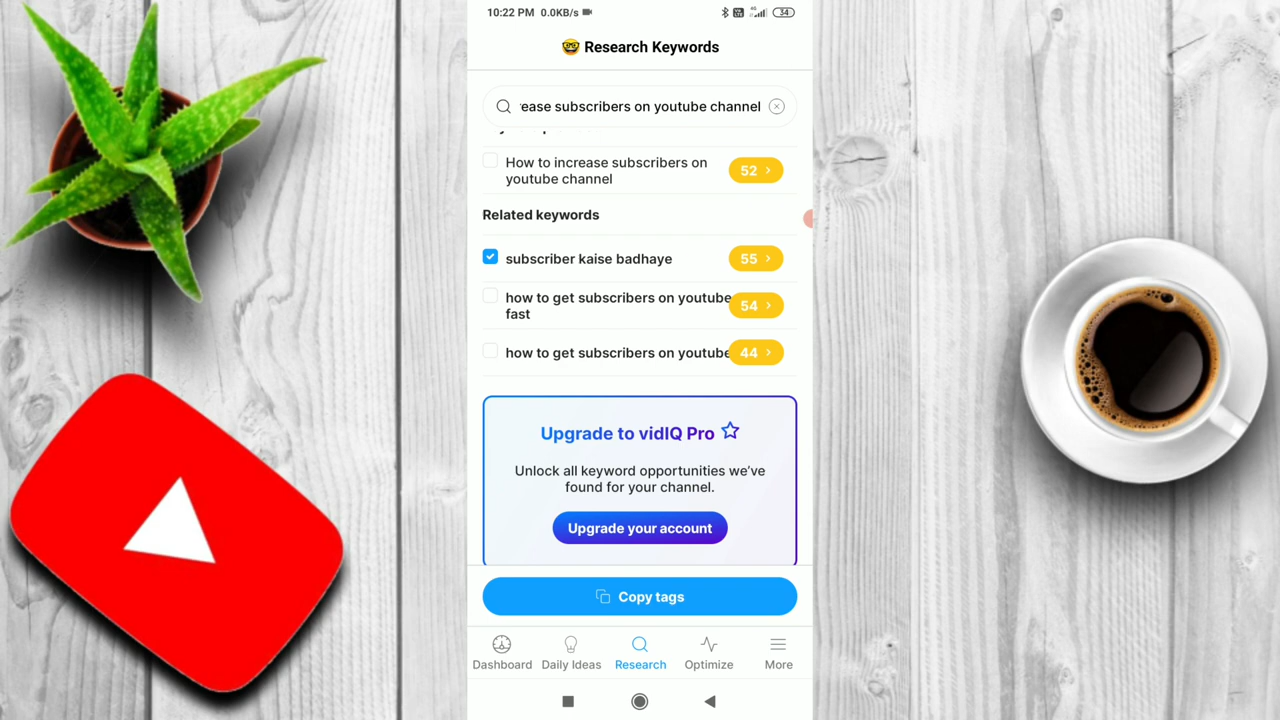 10:22 PM 0.0KB/s 34
Research Keywords
ease subscribers on youtube channel
How to increase subscribers on
youtube channel
52
Related keywords
subscriber kaise badhaye 55
how to get subscribers on youtube
fast
54
how to get subscribers on youtube 44
Upgrade to vidIQ Pro
Unlock all keyword opportunities we've
found for your channel.
Upgrade your account
Copy tags
Dashboard Daily Ideas Research Optimize More